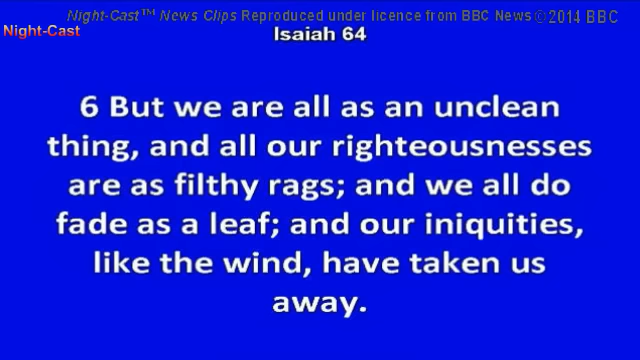 Night-Cast™ News Clips Reproduced under licence from BBC News ©2014 BBC
Night-Cast
Isaiah 64
6 But we are all as an unclean
thing, and all our righteousnesses
are as filthy rags; and we all do
fade as a leaf; and our iniquities,
like the wind, have taken us
away.